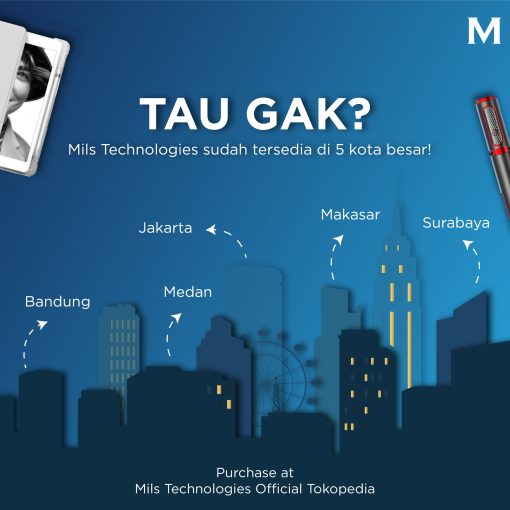 M
TAU GAK?
Mils Technologies sudah tersedia di 5 kota besar!
Makasar
Jakarta
Surabaya
Medan
Bandung
Purchase at
Mils Technologies Official Tokopedia